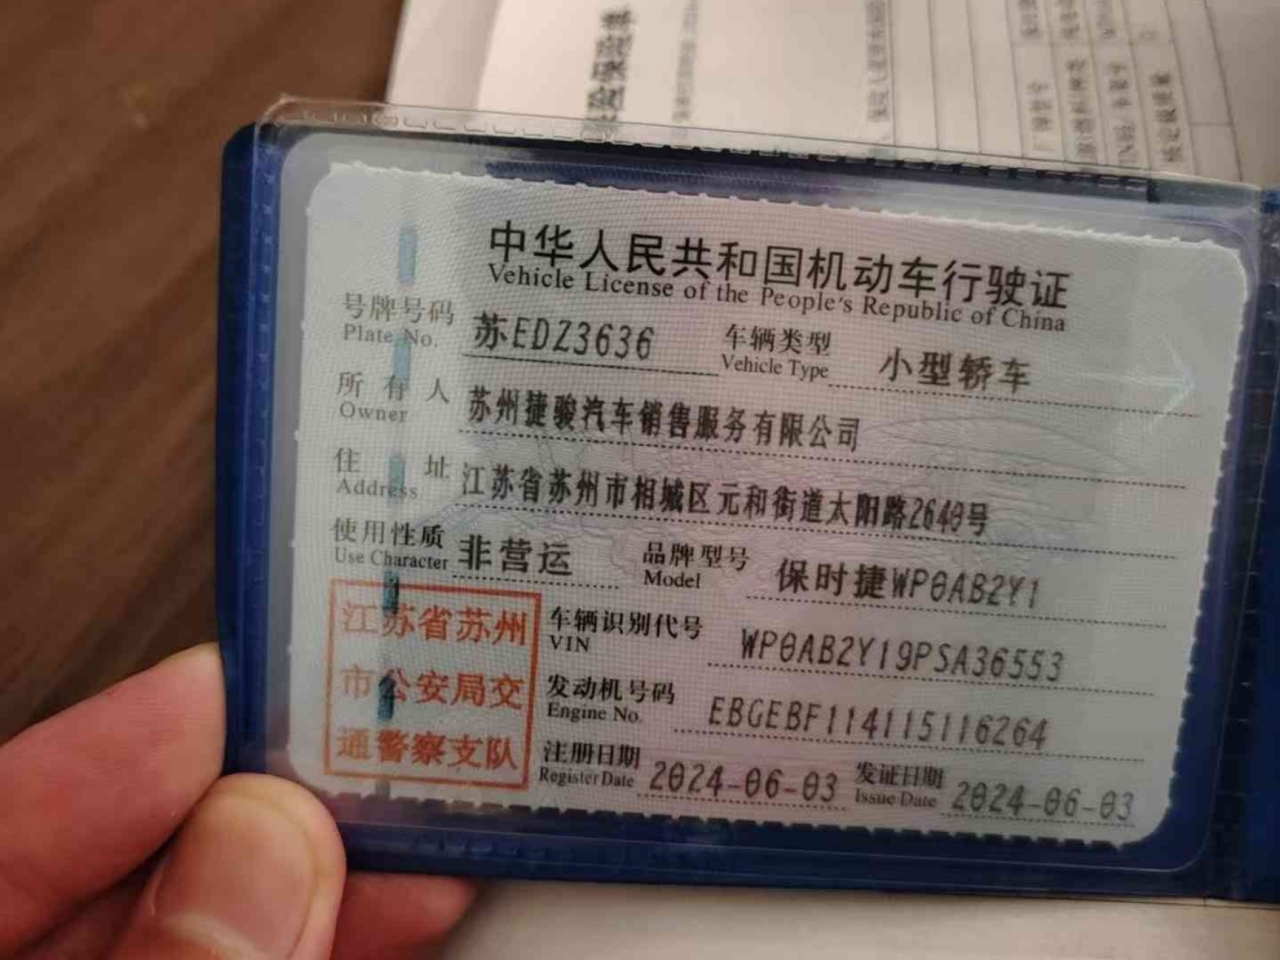 中华人民共和国机动车行驶证
Vehicle License of the People's Republic of China
号牌号码 苏EDZ3636 车辆类型 小型轿车
Plate No. Vehicle Type
所有人 苏州捷骏汽车销售服务有限公司
Owner
住址 江苏省苏州市相城区元和街道太阳路2640号
Address
使用性质 非营运 品牌型号 保时捷WP0AB2Y1
Use Character Model
江苏省苏州
市公安局交
通警察支队
车辆识别代号 WP0AB2Y19PSA36553
VIN
发动机号码 EBGEBF114115116264
Engine No.
注册日期 2024-06-03 发证日期 2024-06-03
Register Date Issue Date